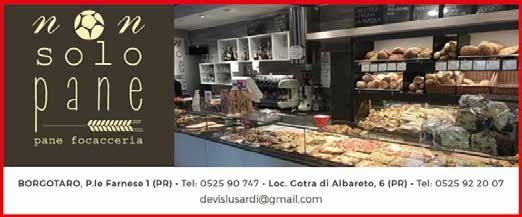 non
solo
pane
pane focacceria
BORGOTARO, P.le Farnese 1 (PR) • Tel: 0525 90 747 • Loc. Gotra di Albareto, 6 (PR) • Tel: 0525 92 20 07
devislusardi@gmail.com